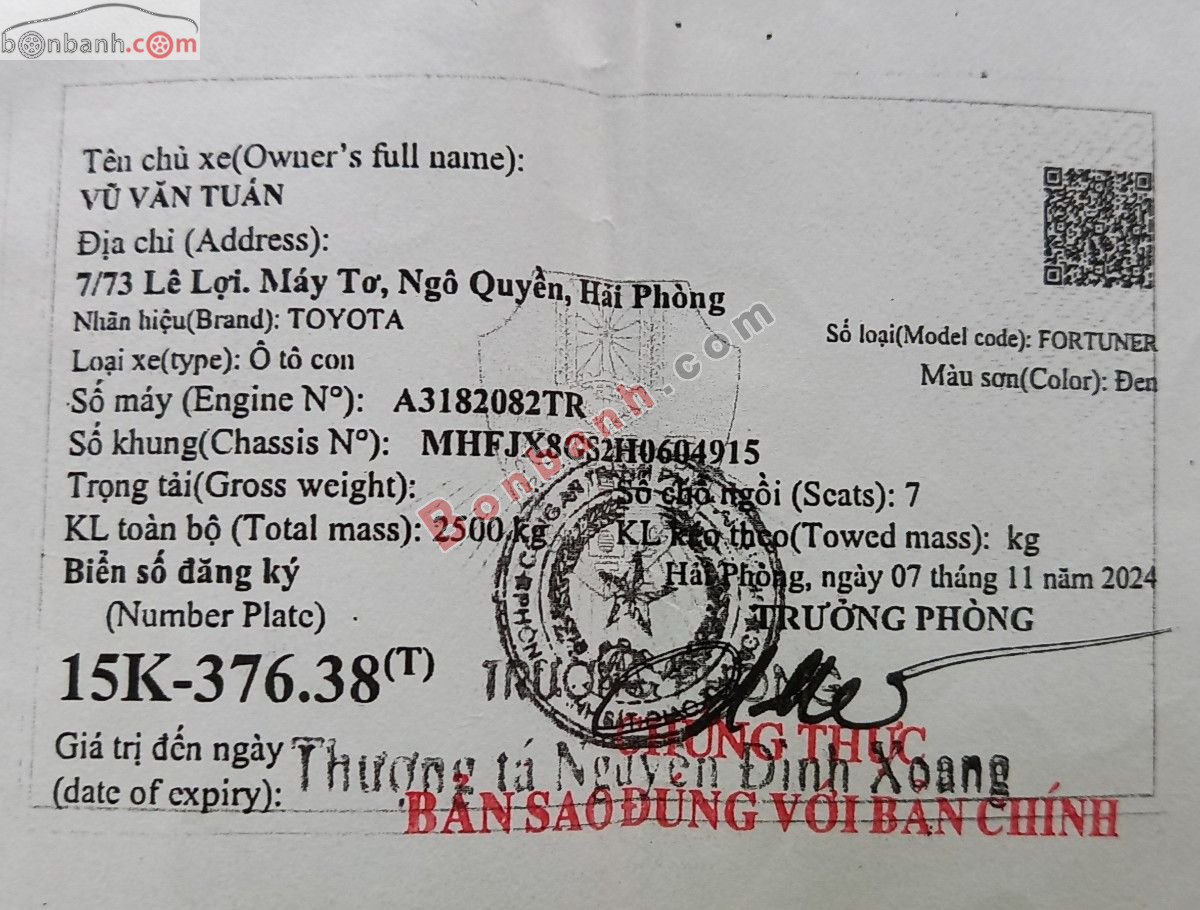 bonbanh.com
Tên chủ xe(Owner's full name):
VŨ VĂN TUẤN
Địa chỉ (Address):
7/73 Lê Lợi. Máy Tơ, Ngô Quyền, Hải Phòng
Nhãn hiệu(Brand): TOYOTA
Số loại(Model code): FORTUNER
Loại xe(type): Ô tô con
Màu sơn(Color): Đen
Số máy (Engine N°): A3182082TR
Số khung(Chassis N°): MHFJX8GS2H0604915
Trọng tải(Gross weight):
Số chỗ ngồi (Seats): 7
KL toàn bộ (Total mass): 2500 kg
KL kéo theo(Towed mass): kg
Biển số đăng ký
Hải Phòng, ngày 07 tháng 11 năm 2024
(Number Plate)
TRƯỞNG PHÒNG
15K-376.38(T)
TRƯỞNG PHÒNG
Giá trị đến ngày
(date of expiry):
Thượng tá Nguyễn Đình Xoang
CHỨNG THỰC
BẢN SAO ĐÚNG VỚI BẢN CHÍNH
Bonbanh.com